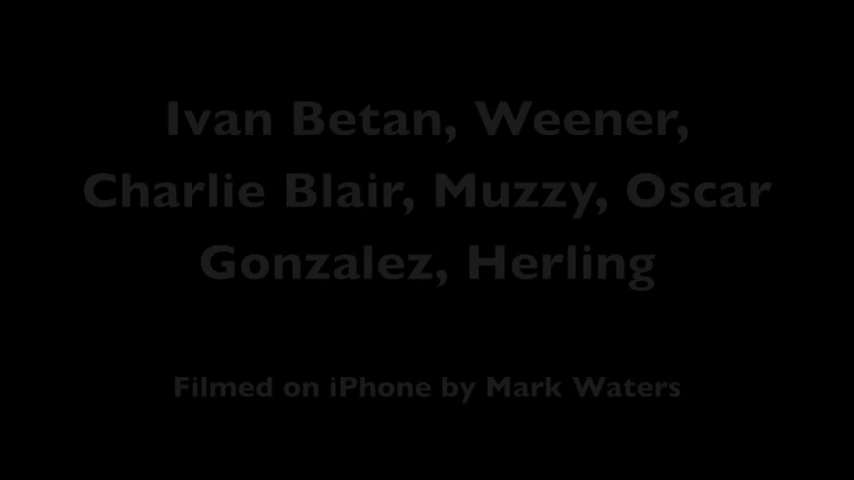 Ivan Betan, Weener,
Charlie Blair, Muzzy, Oscar
Gonzalez, Herling
Filmed on iPhone by Mark Waters